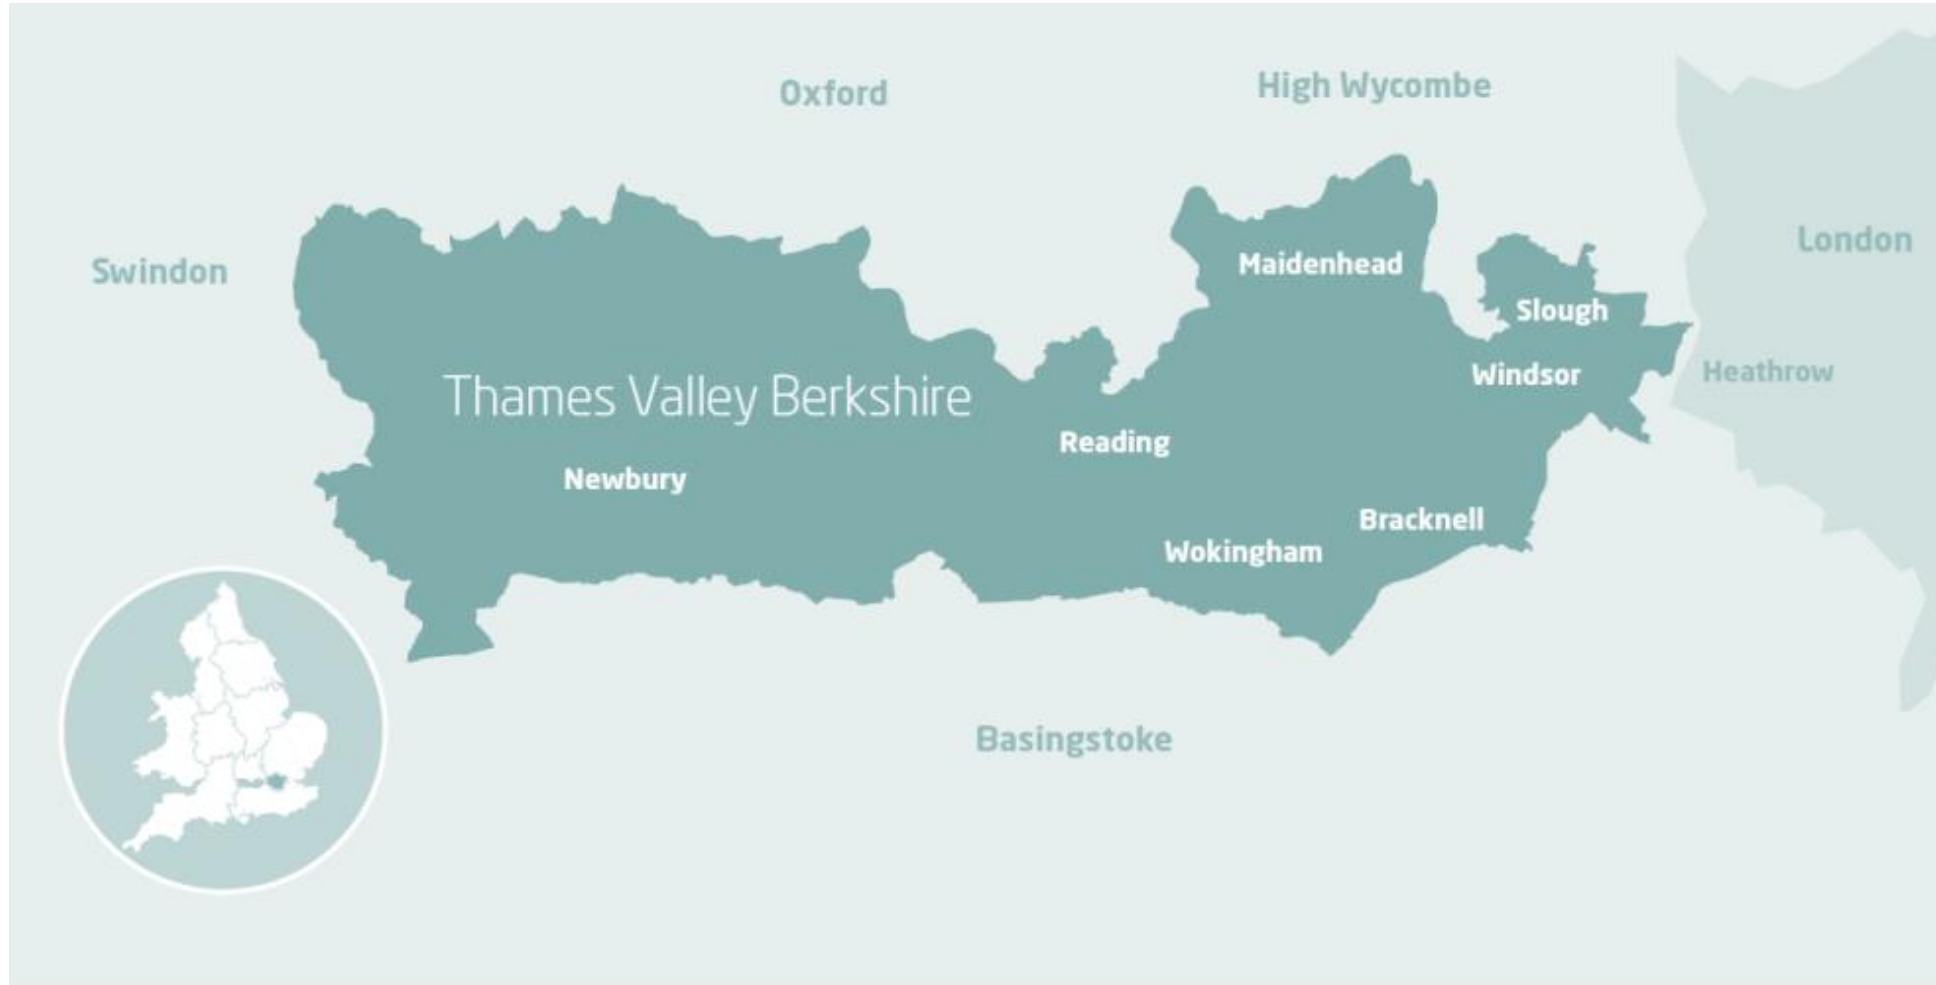 Oxford
High Wycombe
London
Swindon
Maidenhead
Slough
Heathrow
Windsor
Thames Valley Berkshire
Reading
Newbury
Bracknell
Wokingham
Basingstoke